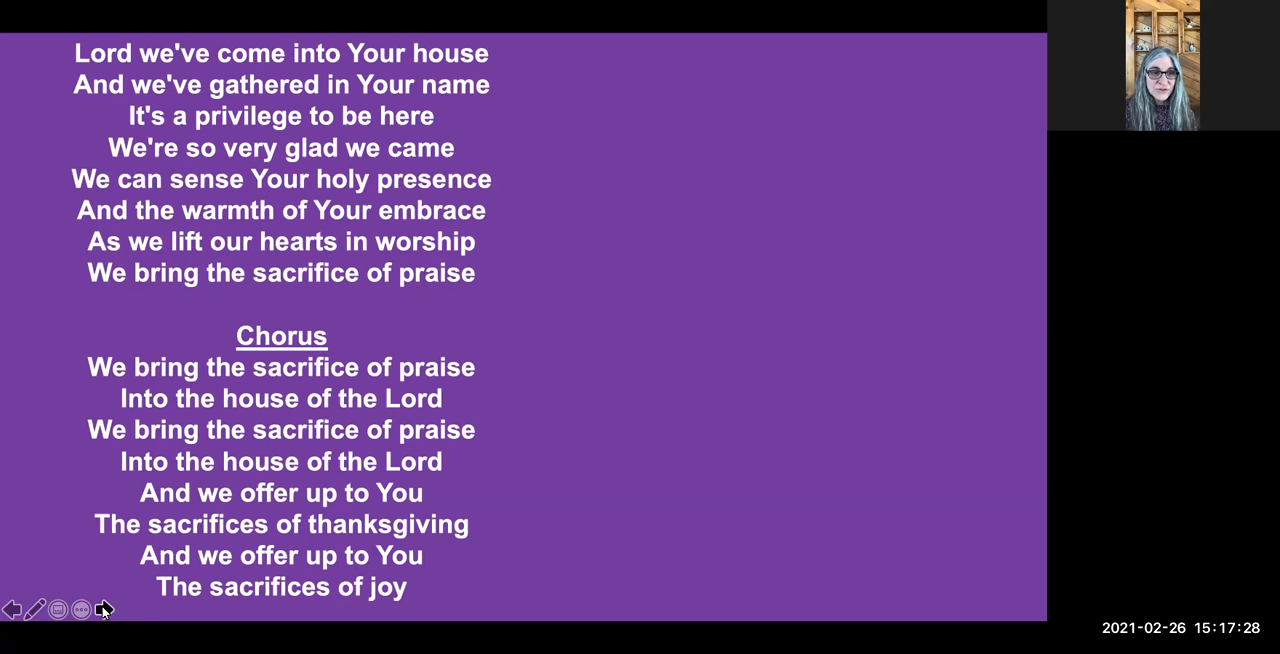 Lord we've come into Your house
And we've gathered in Your name
It's a privilege to be here
We're so very glad we came
We can sense Your holy presence
And the warmth of Your embrace
As we lift our hearts in worship
We bring the sacrifice of praise
Chorus
We bring the sacrifice of praise
Into the house of the Lord
We bring the sacrifice of praise
Into the house of the Lord
And we offer up to You
The sacrifices of thanksgiving
And we offer up to You
The sacrifices of joy
2021-02-26 15:17:28